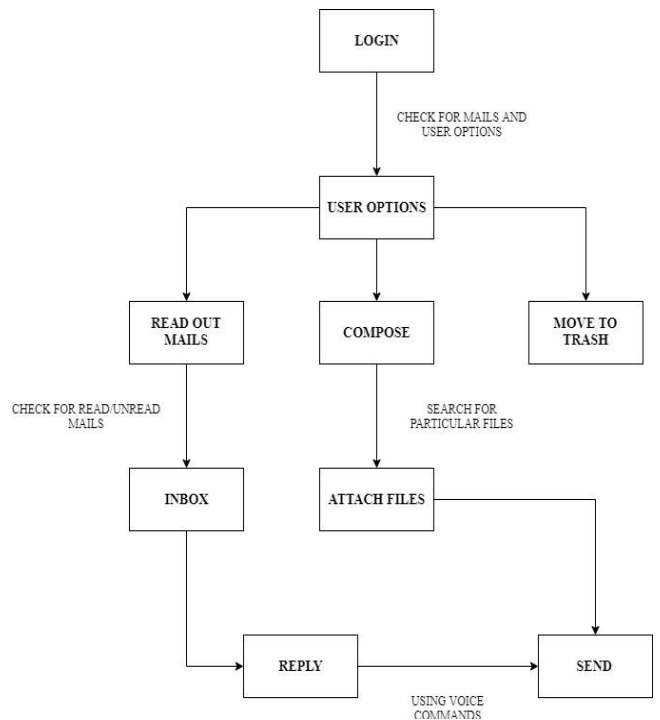 LOGIN
CHECK FOR MAILS AND
USER OPTIONS
USER OPTIONS
READ OUT
MAILS
COMPOSE
MOVE TO
TRASH
CHECK FOR READ/UNREAD
MAILS
SEARCH FOR
PARTICULAR FILES
INBOX
ATTACH FILES
REPLY
SEND
USING VOICE
COMMANDS